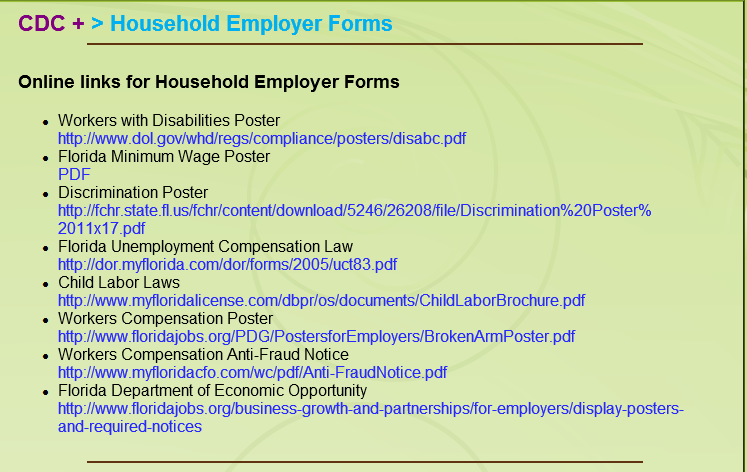 CDC + > Household Employer Forms
Online links for Household Employer Forms
Workers with Disabilities Poster
http://www.dol.gov/whd/regs/compliance/posters/disabc.pdf
Florida Minimum Wage Poster
PDF
Discrimination Poster
http://fchr.state.fl.us/fchr/content/download/5246/26208/file/Discrimination%20Poster%
2011x17.pdf
Florida Unemployment Compensation Law
http://dor.myflorida.com/dor/forms/2005/uct83.pdf
Child Labor Laws
http://www.myfloridalicense.com/dbpr/os/documents/ChildLaborBrochure.pdf
Workers Compensation Poster
http://www.floridajobs.org/PDG/PostersforEmployers/BrokenArmPoster.pdf
Workers Compensation Anti-Fraud Notice
http://www.myfloridacfo.com/wc/pdf/Anti-FraudNotice.pdf
Florida Department of Economic Opportunity
http://www.floridajobs.org/business-growth-and-partnerships/for-employers/display-posters-
and-required-notices